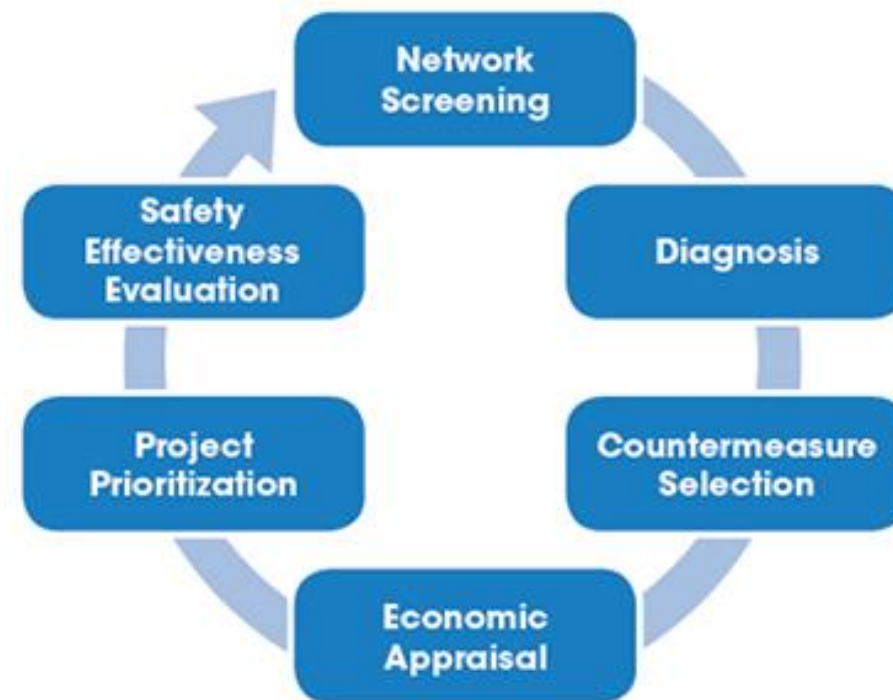 Network
Screening
Diagnosis
Countermeasure
Selection
Economic
Appraisal
Project
Prioritization
Safety
Effectiveness
Evaluation